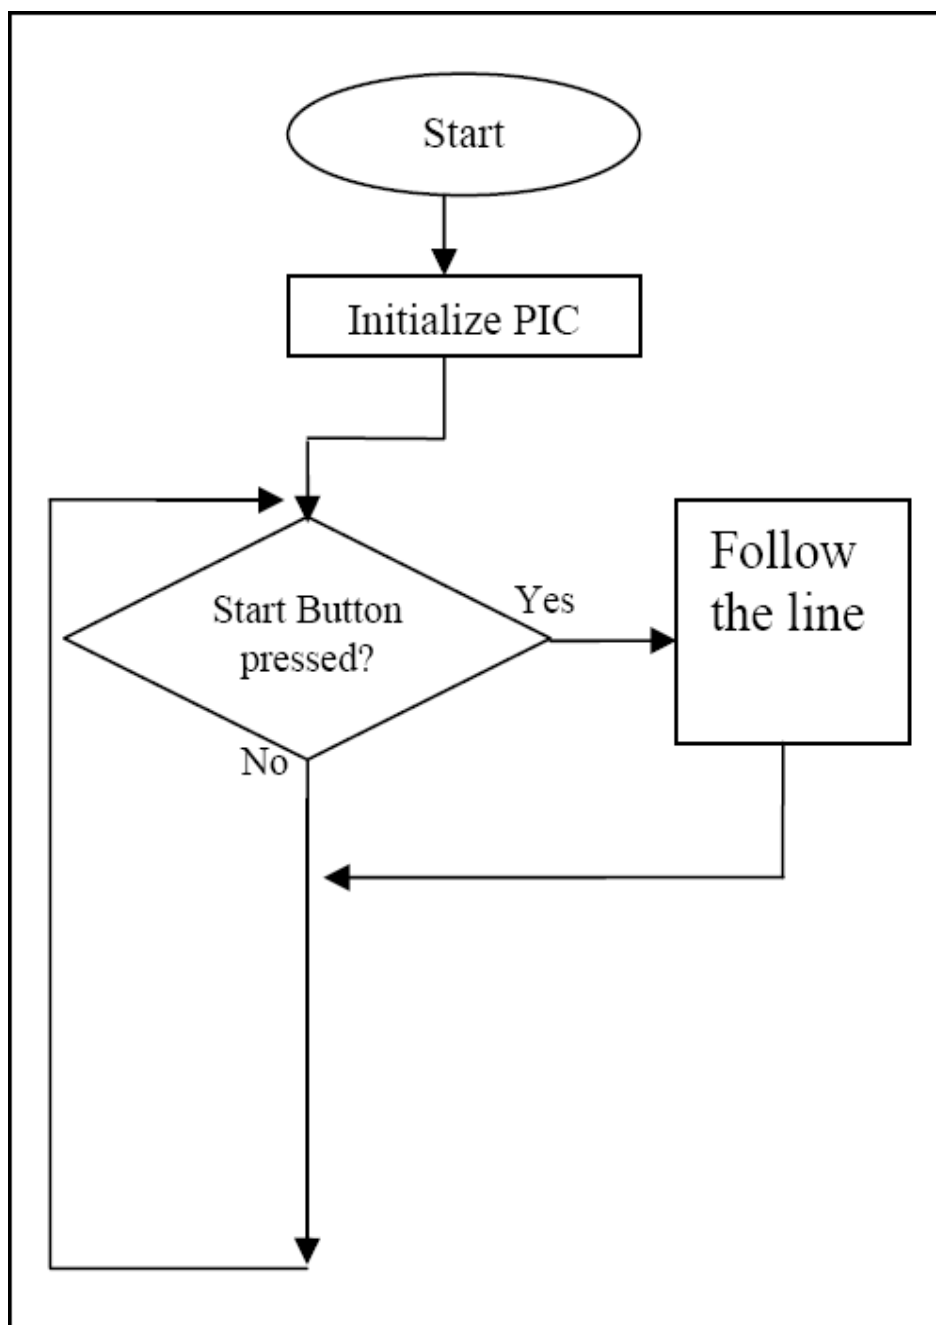 Start
Initialize PIC
Start Button
pressed?
Yes
Follow
the line
No